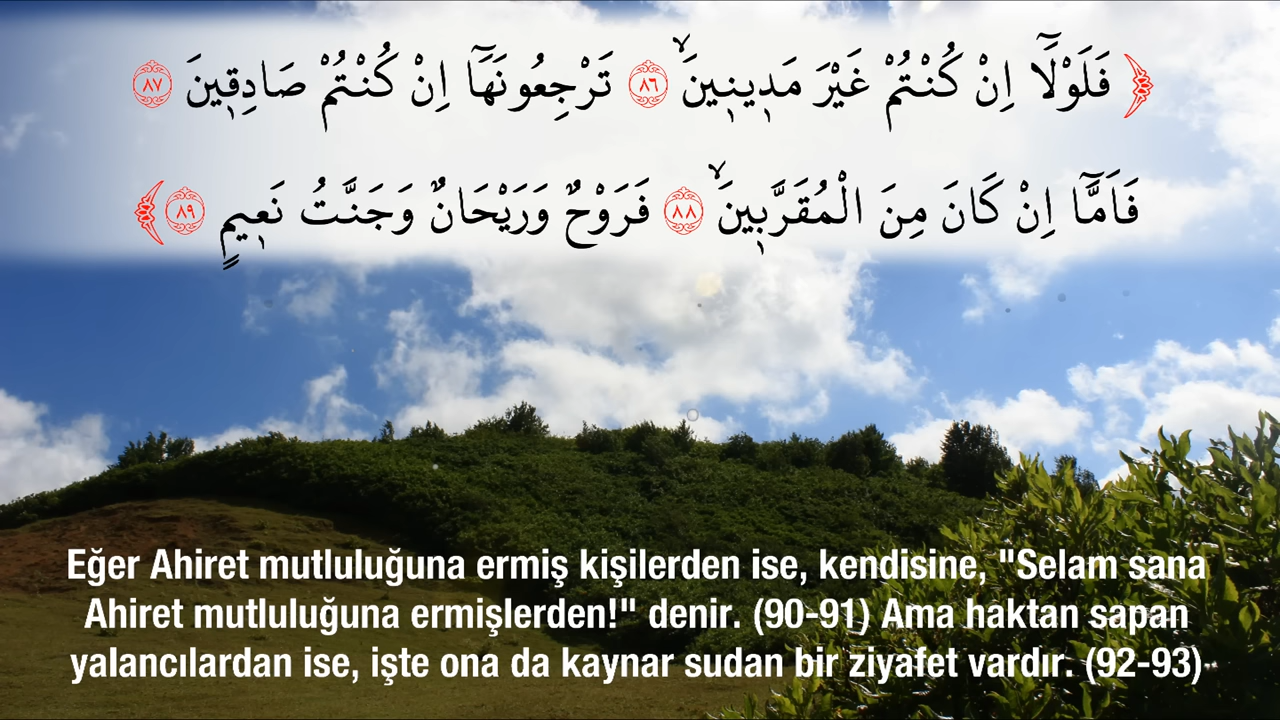 ﴿ فَلَوْلَٓا اِنْ كُنْتُمْ غَيْرَ مَد۪ين۪ينَۙ ﴿٨٦﴾ تَرْجِعُونَهَٓا اِنْ كُنْتُمْ صَادِق۪ينَ ﴿٨٧﴾
فَاَمَّٓا اِنْ كَانَ مِنَ الْمُقَرَّب۪ينَۙ ﴿٨٨﴾ فَرَوْحٌ وَرَيْحَانٌ وَجَنَّتُ نَع۪يمٍ ﴿٨٩﴾ ﴾
Eğer Ahiret mutluluğuna ermiş kişilerden ise, kendisine, "Selam sana
Ahiret mutluluğuna ermişlerden!" denir. (90-91) Ama haktan sapan
yalancılardan ise, işte ona da kaynar sudan bir ziyafet vardır. (92-93)